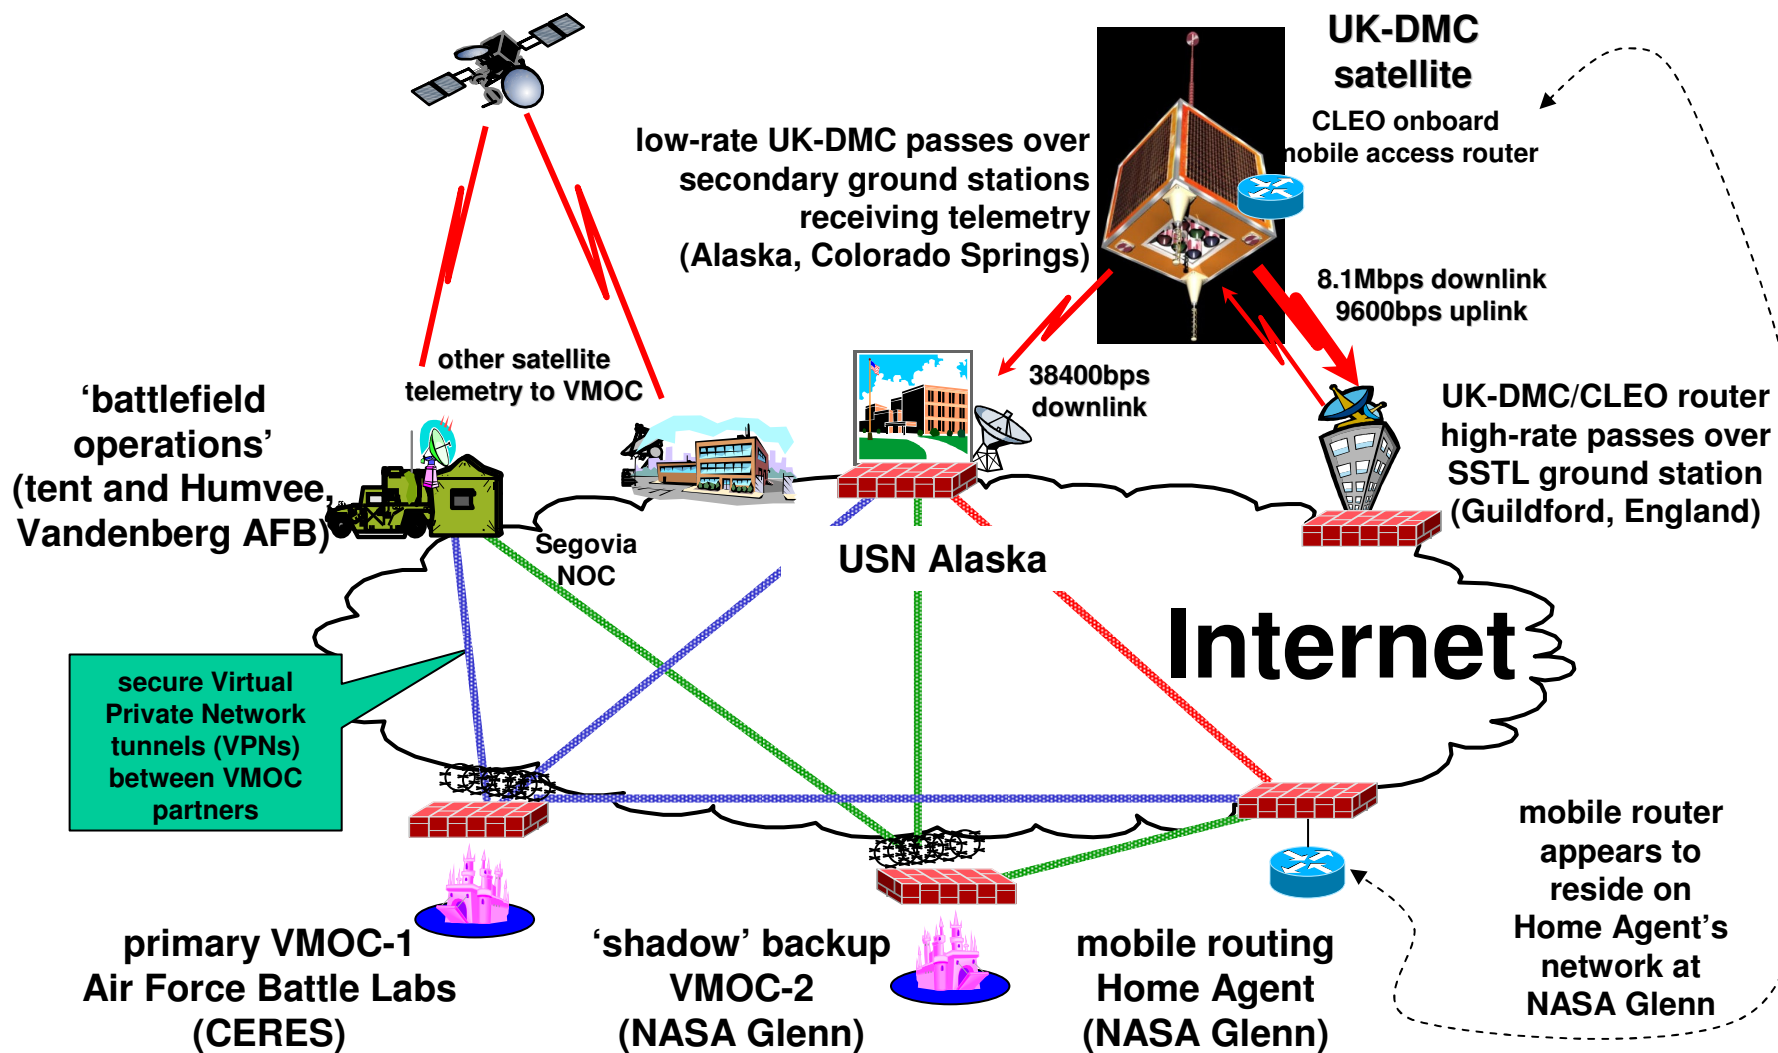 UK-DMC
satellite
CLEO onboard
mobile access router
low-rate UK-DMC passes over
secondary ground stations
receiving telemetry
(Alaska, Colorado Springs)
8.1Mbps downlink
9600bps uplink
other satellite
telemetry to VMOC
38400bps
downlink
‘battlefield
operations’
(tent and Humvee,
Vandenberg AFB)
UK-DMC/CLEO router
high-rate passes over
SSTL ground station
(Guildford, England)
Segovia
NOC
USN Alaska
Internet
secure Virtual
Private Network
tunnels (VPNs)
between VMOC
partners
mobile router
appears to
reside on
Home Agent’s
network at
NASA Glenn
primary VMOC-1
Air Force Battle Labs
(CERES)
‘shadow’ backup
VMOC-2
(NASA Glenn)
mobile routing
Home Agent
(NASA Glenn)